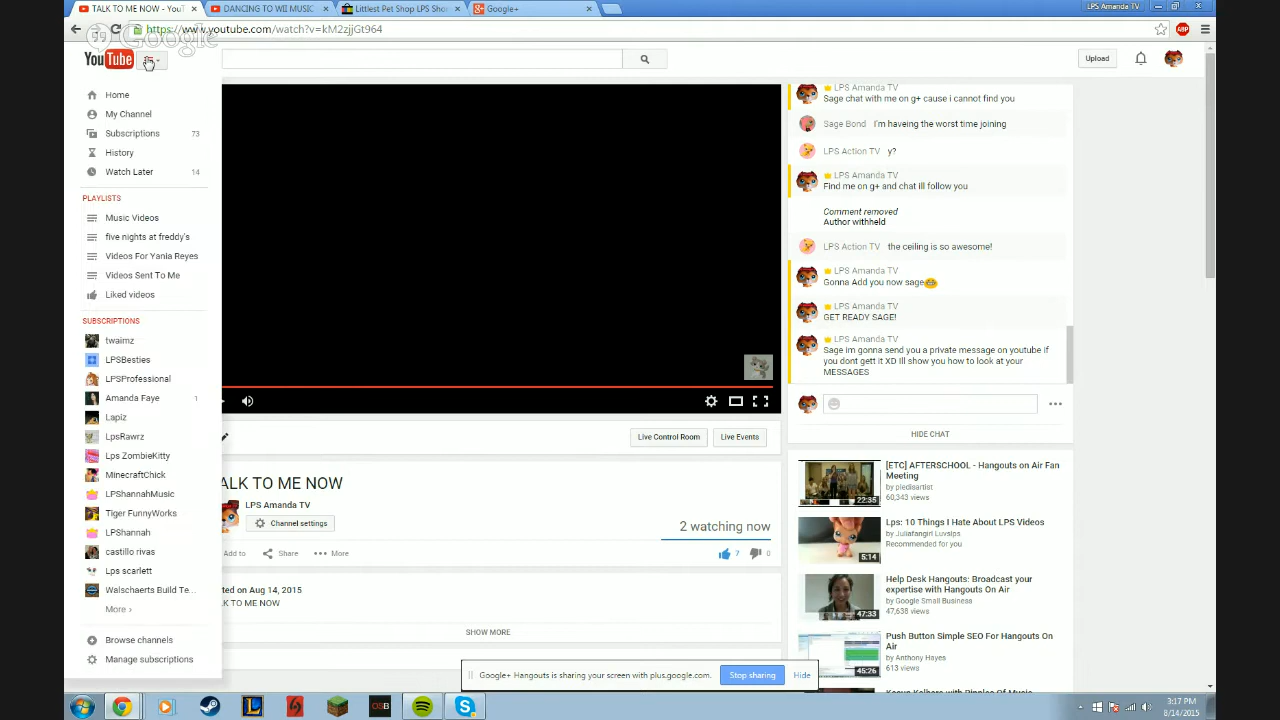 TALK TO ME NOW - YouT
DANCING TO WII MUSIC
Littlest Pet Shop LPS Sho
Google+
LPS Amanda TV
https://www.youtube.com/watch?v=kM2zjjGt964
ABP
Google
YouTube
Upload
Home
My Channel
Subscriptions 73
History
Watch Later 14
PLAYLISTS
Music Videos
five nights at freddy's
Videos For Yania Reyes
Videos Sent To Me
Liked videos
SUBSCRIPTIONS
twaimz
LPSBesties
LPSProfessional
Amanda Faye 1
Lapiz
LpsRawrz
Lps ZombieKitty
MinecraftChick
LPShannahMusic
Tiger FunnyWorks
LPShannah
castillo rivas
Lps scarlett
Walschaerts Build Te...
More ›
Browse channels
Manage subscriptions
LPS Amanda TV
Sage chat with me on g+ cause i cannot find you
Sage Bond I'm haveing the worst time joining
LPS Action TV y?
LPS Amanda TV
Find me on g+ and chat ill follow you
Comment removed
Author withheld
LPS Action TV the ceiling is so awesome!
LPS Amanda TV
Gonna Add you now sage
LPS Amanda TV
GET READY SAGE!
LPS Amanda TV
Sage im gonna send you a private message on youtube if
you dont gett it XD Ill show you how to look at your
MESSAGES
HIDE CHAT
Live Control Room
Live Events
ALK TO ME NOW
LPS Amanda TV
Channel settings
2 watching now
Add to
Share
More
7
0
ted on Aug 14, 2015
LK TO ME NOW
SHOW MORE
[ETC] AFTERSCHOOL - Hangouts on Air Fan
Meeting
by pledisartist
60,343 views
22:35
Lps: 10 Things I Hate About LPS Videos
by Juliafangirl Luvslps
Recommended for you
5:14
Help Desk Hangouts: Broadcast your
expertise with Hangouts On Air
by Google Small Business
47,638 views
47:33
Push Button Simple SEO For Hangouts On
Air
by Anthony Hayes
613 views
45:26
Google+ Hangouts is sharing your screen with plus.google.com.
Stop sharing
Hide
OSB
3:17 PM
8/14/2015